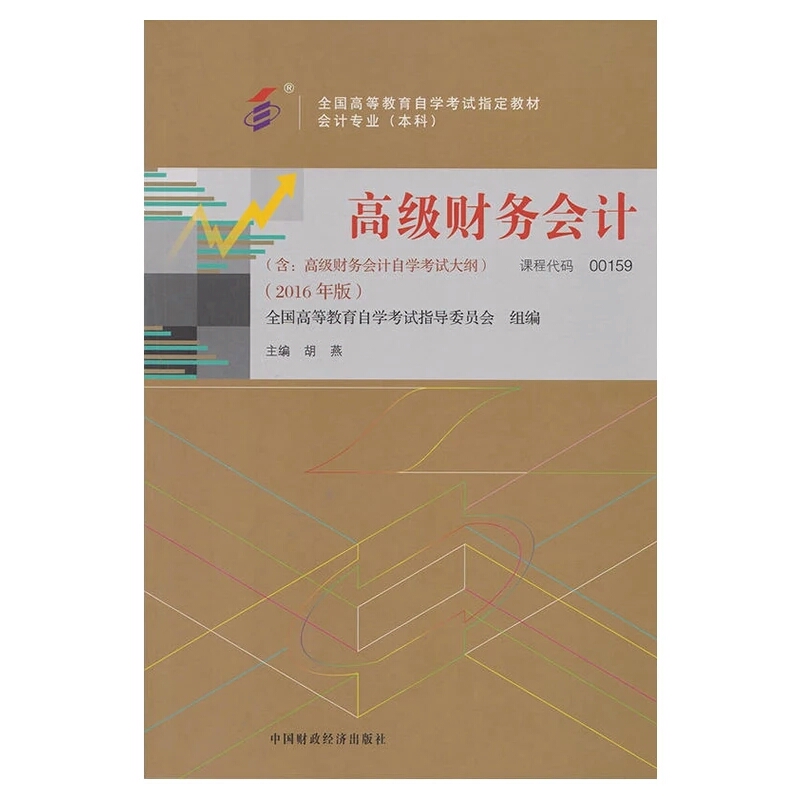 ®
全国高等教育自学考试指定教材
会计专业（本科）
高级财务会计
（含：高级财务会计自学考试大纲） 课程代码 00159
（2016 年版）
全国高等教育自学考试指导委员会 组编
主编 胡 燕
中国财政经济出版社